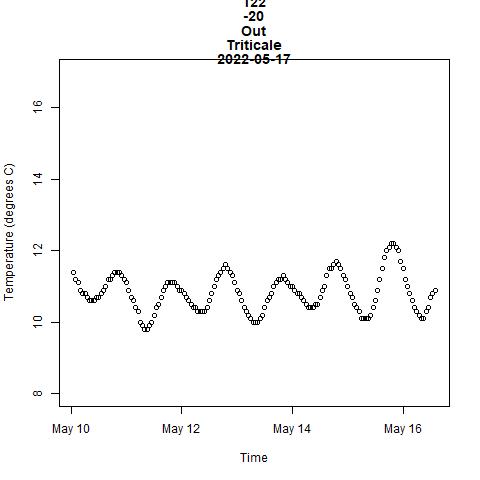 122
-20
Out
Triticale
2022-05-17
Temperature (degrees C)
16
14
12
10
8
May 10
May 12
May 14
May 16
Time